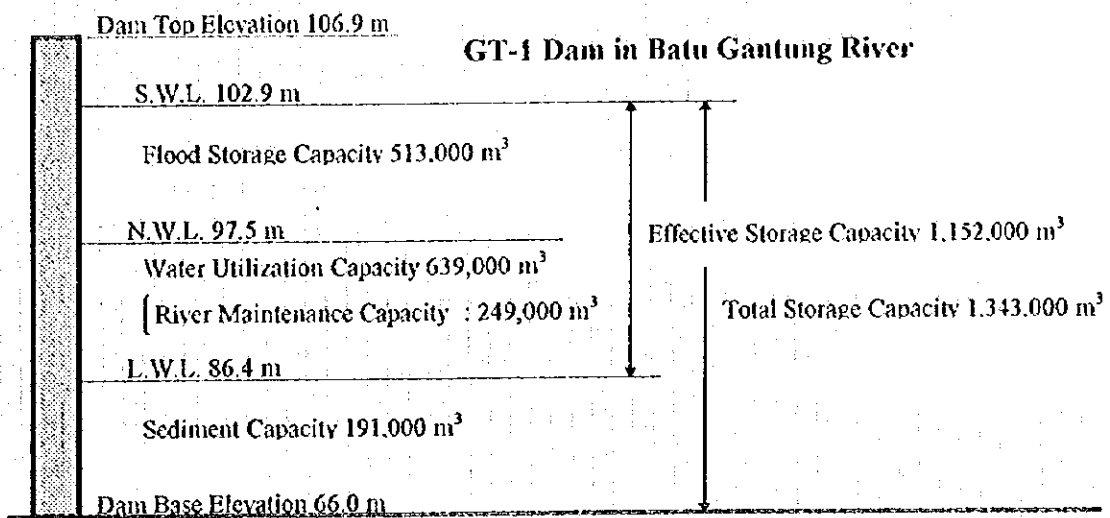 Dam Top Elevation 106.9 m
GT-1 Dam in Batu Gantung River
S.W.L. 102.9 m
Flood Storage Capacity 513.000 m³
N.W.L. 97.5 m
Effective Storage Capacity 1.152.000 m³
Water Utilization Capacity 639,000 m³
(River Maintenance Capacity : 249,000 m³
Total Storage Capacity 1.343.000 m³
L.W.L. 86.4 m
Sediment Capacity 191.000 m³
Dam Base Elevation 66.0 m